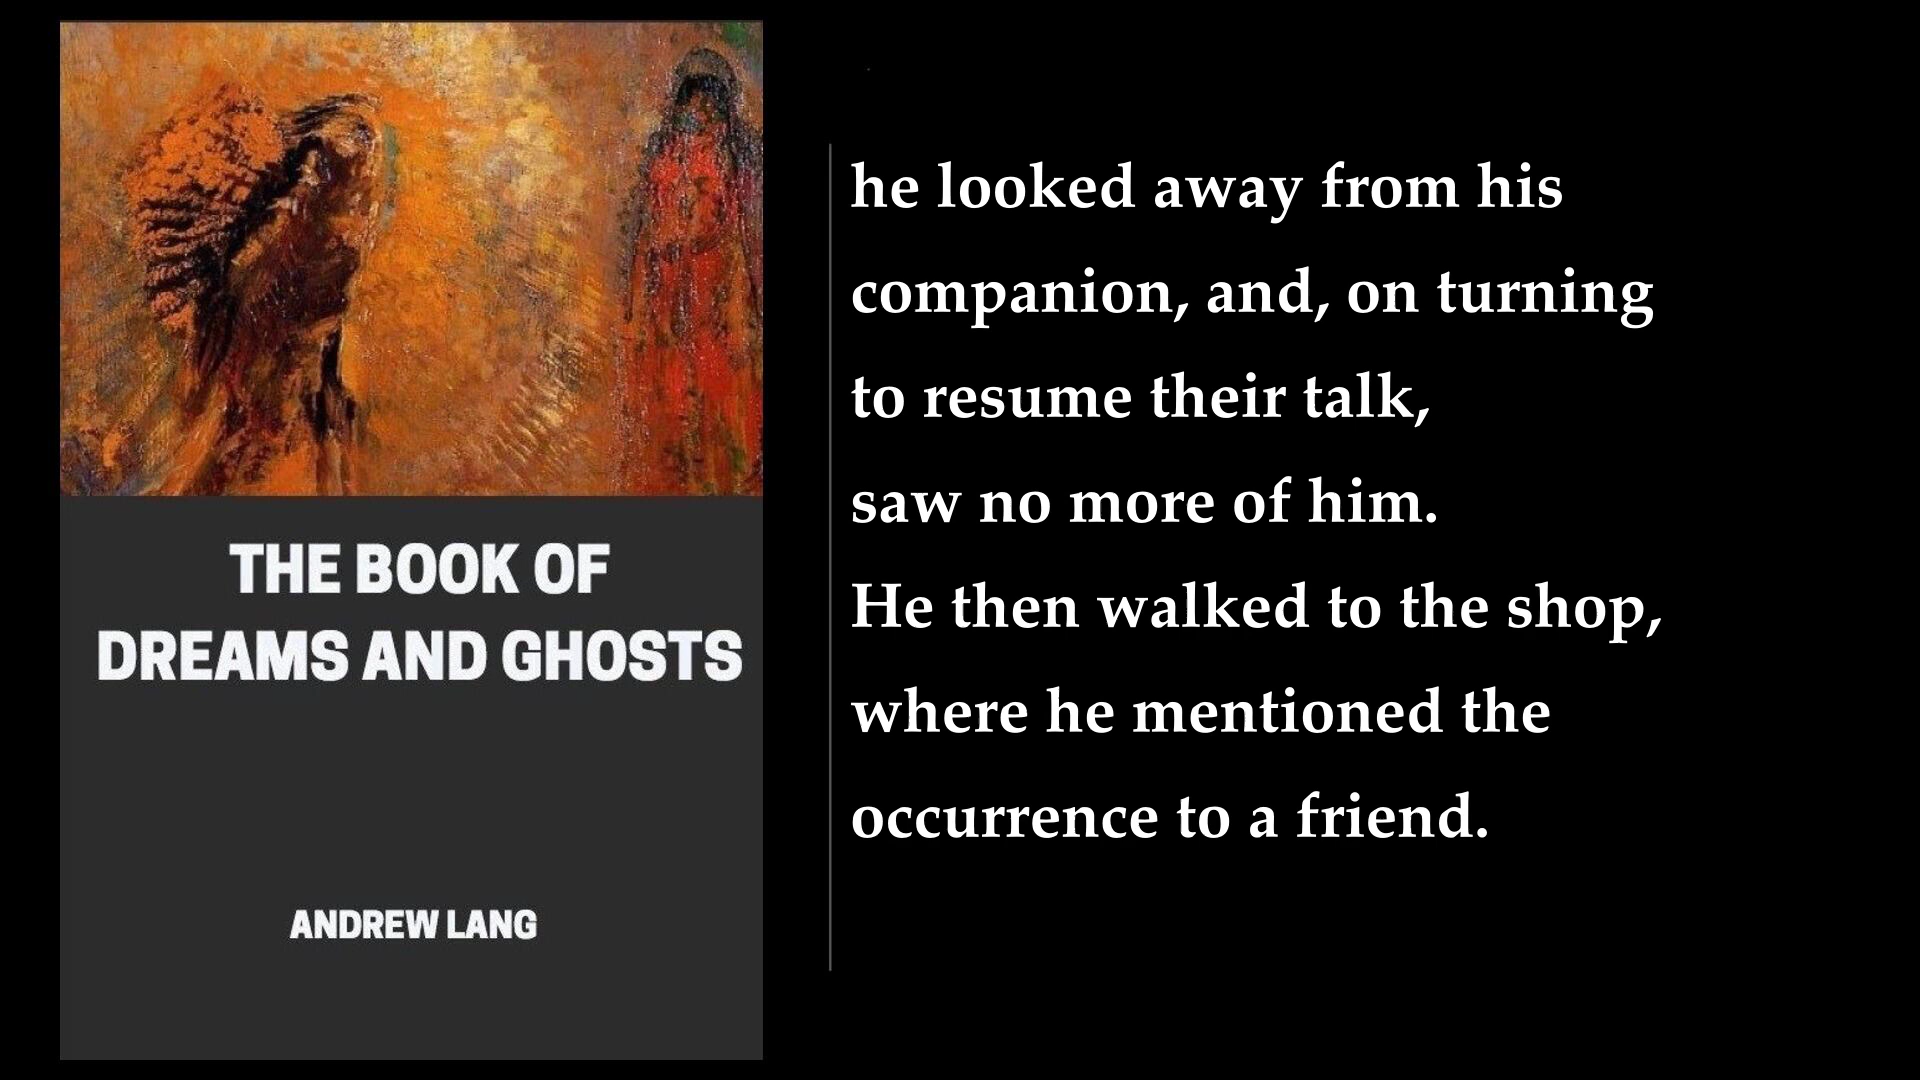 THE BOOK OF
DREAMS AND GHOSTS
ANDREW LANG
he looked away from his
companion, and, on turning
to resume their talk,
saw no more of him.
He then walked to the shop,
where he mentioned the
occurrence to a friend.